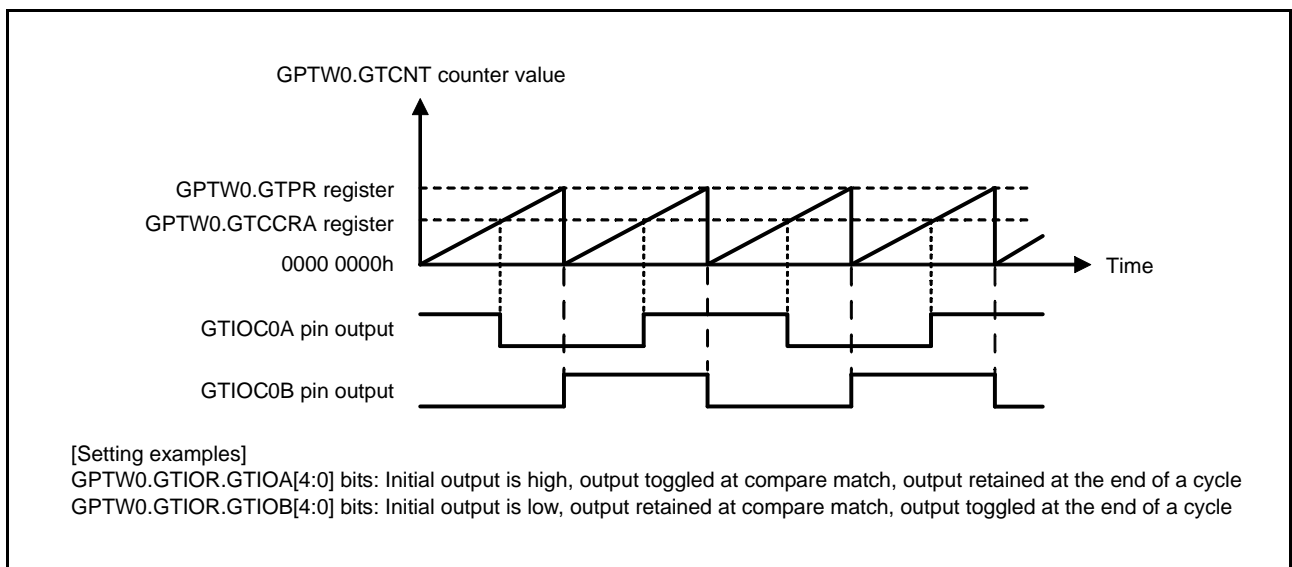 GPTW0.GTCNT counter value
GPTW0.GTPR register
GPTW0.GTCCRA register
0000 0000h
Time
GTIOC0A pin output
GTIOC0B pin output
[Setting examples]
GPTW0.GTIOR.GTIOA[4:0] bits: Initial output is high, output toggled at compare match, output retained at the end of a cycle
GPTW0.GTIOR.GTIOB[4:0] bits: Initial output is low, output retained at compare match, output toggled at the end of a cycle